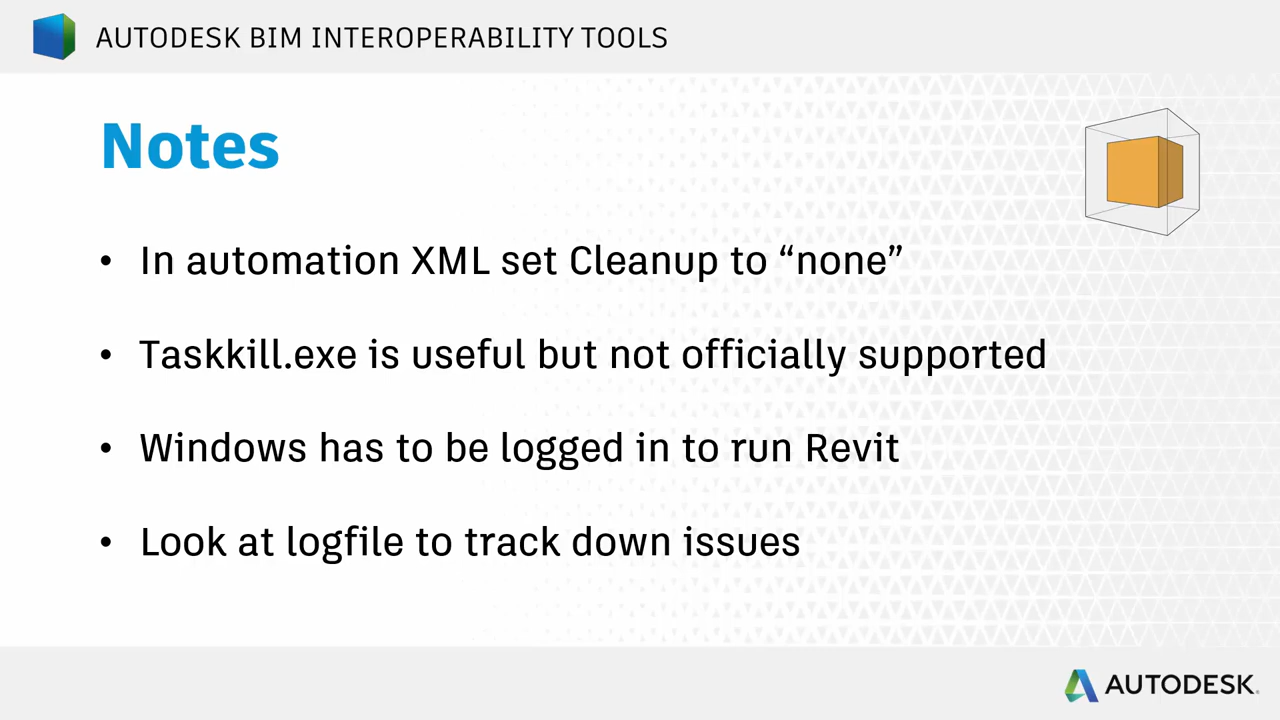 AUTODESK BIM INTEROPERABILITY TOOLS
Notes
• In automation XML set Cleanup to “none”
• Taskkill.exe is useful but not officially supported
• Windows has to be logged in to run Revit
• Look at logfile to track down issues
AUTODESK.